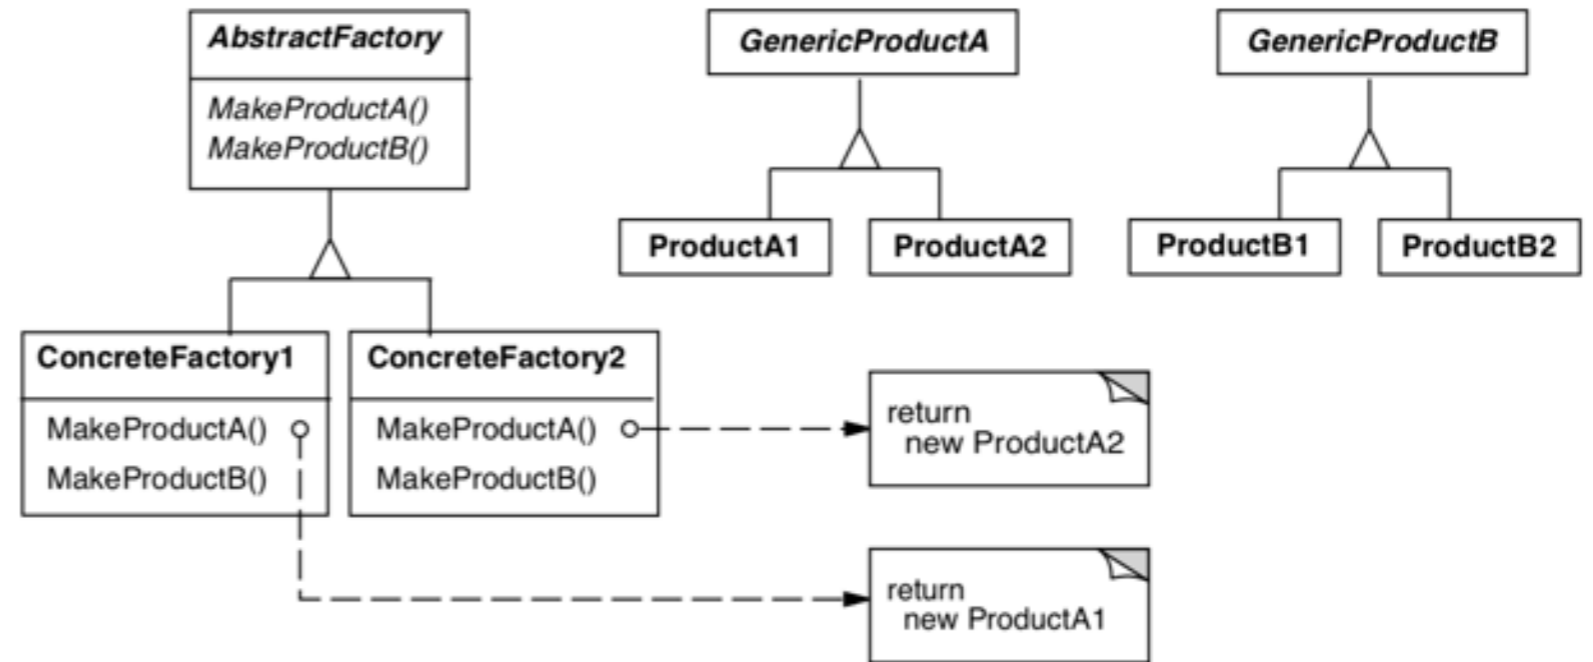 AbstractFactory
MakeProductA()
MakeProductB()
GenericProductA
GenericProductB
ProductA1
ProductA2
ProductB1
ProductB2
ConcreteFactory1
MakeProductA()
MakeProductB()
ConcreteFactory2
MakeProductA()
MakeProductB()
return
new ProductA2
return
new ProductA1